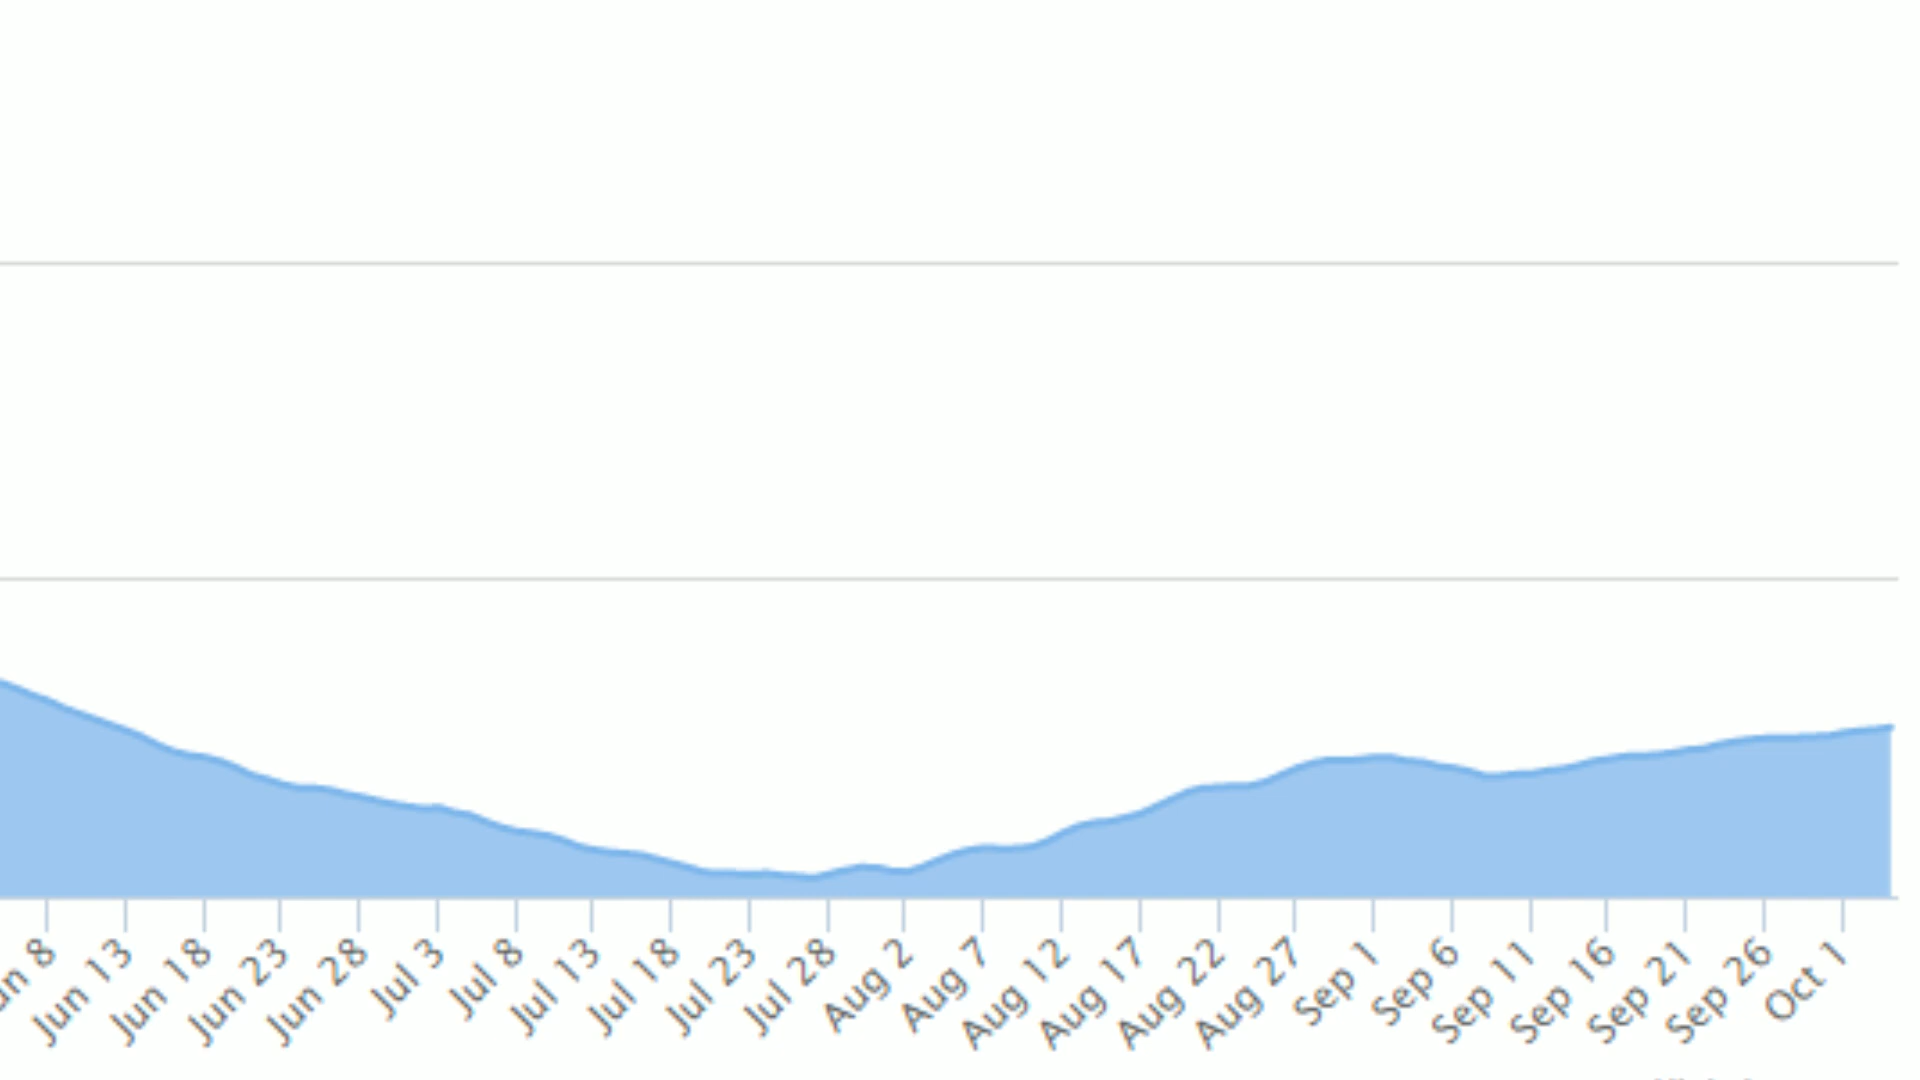 Jun 13
Jun 18
Jun 23
Jun 28
Jul 3
Jul 8
Jul 13
Jul 18
Jul 23
Jul 28
Aug 2
Aug 7
Aug 12
Aug 17
Aug 22
Aug 27
Sep 1
Sep 6
Sep 11
Sep 16
Sep 21
Sep 26
Oct 1